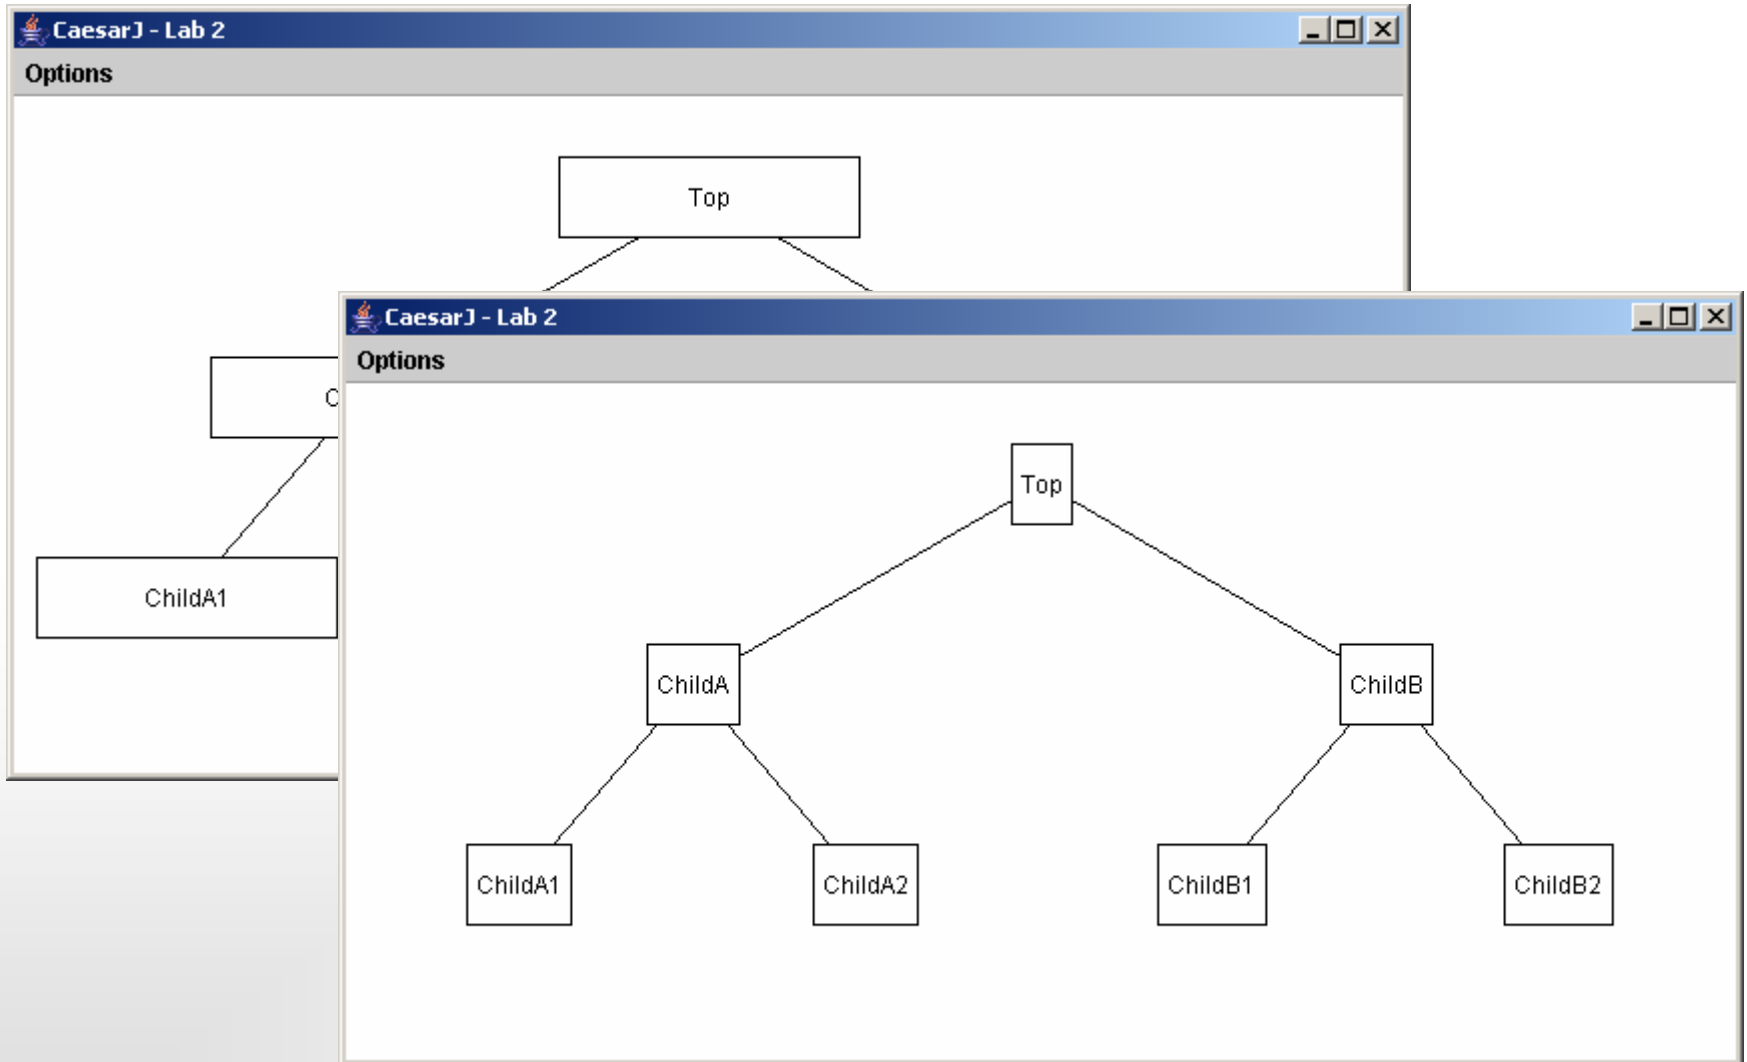 CaesarJ - Lab 2
Options
Top
C
ChildA1
CaesarJ - Lab 2
Options
Top
ChildA
ChildB
ChildA1
ChildA2
ChildB1
ChildB2